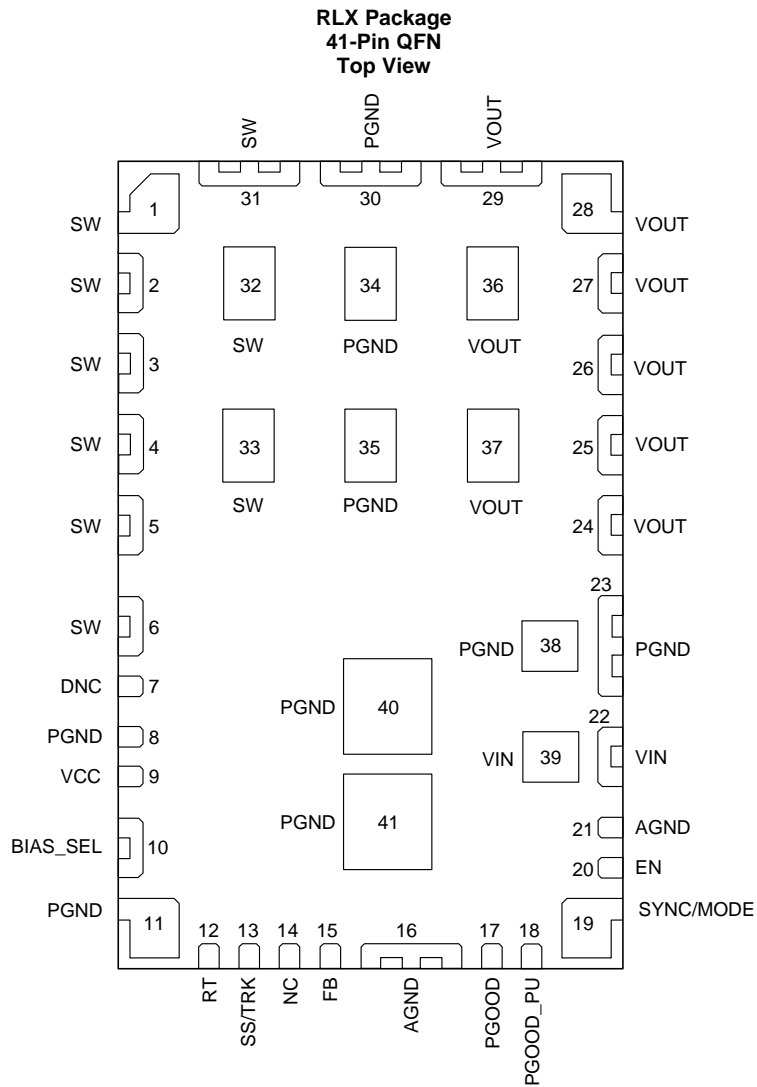 RLX Package
41-Pin QFN
Top View
SW
PGND
VOUT
31
30
29
1
28
SW
VOUT
SW
2
32
34
36
27
VOUT
SW
PGND
VOUT
SW
3
26
VOUT
SW
4
33
35
37
25
VOUT
SW
PGND
VOUT
SW
5
24
VOUT
23
SW
6
PGND
38
PGND
DNC
7
PGND
40
22
PGND
8
VIN
39
VIN
VCC
9
PGND
41
21
AGND
BIAS_SEL
10
20
EN
PGND
11
19
SYNC/MODE
12
13
14
15
16
17
18
RT
SS/TRK
NC
FB
AGND
PGOOD
PGOOD_PU